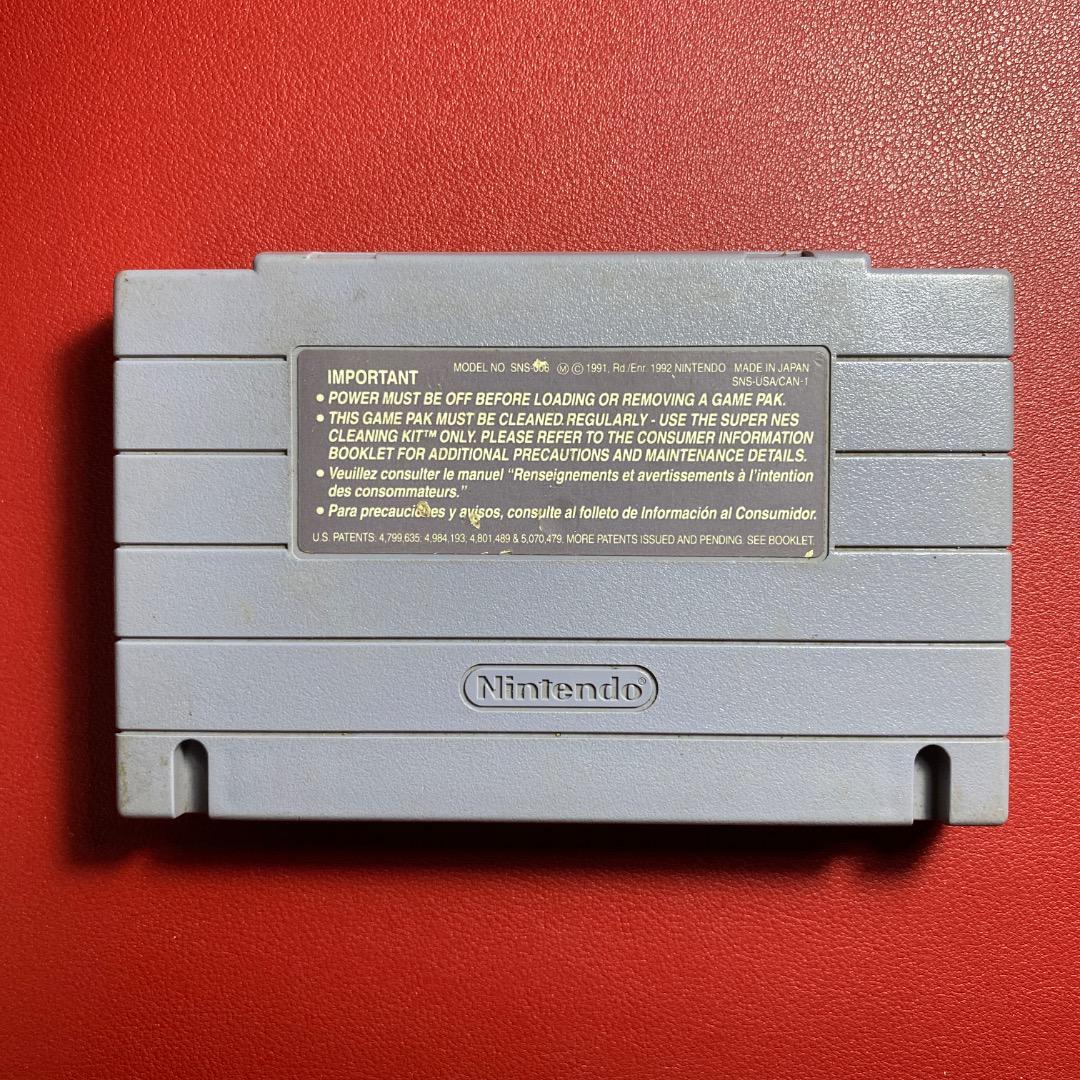 MODEL NO. SNS-006 Ⓜ © 1991, Rd./Enr. 1992 NINTENDO MADE IN JAPAN
IMPORTANT SNS-USA/CAN-1
• POWER MUST BE OFF BEFORE LOADING OR REMOVING A GAME PAK.
• THIS GAME PAK MUST BE CLEANED REGULARLY - USE THE SUPER NES
CLEANING KIT™ ONLY. PLEASE REFER TO THE CONSUMER INFORMATION
BOOKLET FOR ADDITIONAL PRECAUTIONS AND MAINTENANCE DETAILS.
• Veuillez consulter le manuel "Renseignements et avertissements à l'intention
des consommateurs."
• Para precauciones y avisos, consulte al folleto de Información al Consumidor.
U.S. PATENTS: 4,799,635; 4,984,193, 4,801,489 & 5,070,479. MORE PATENTS ISSUED AND PENDING. SEE BOOKLET.
Nintendo®